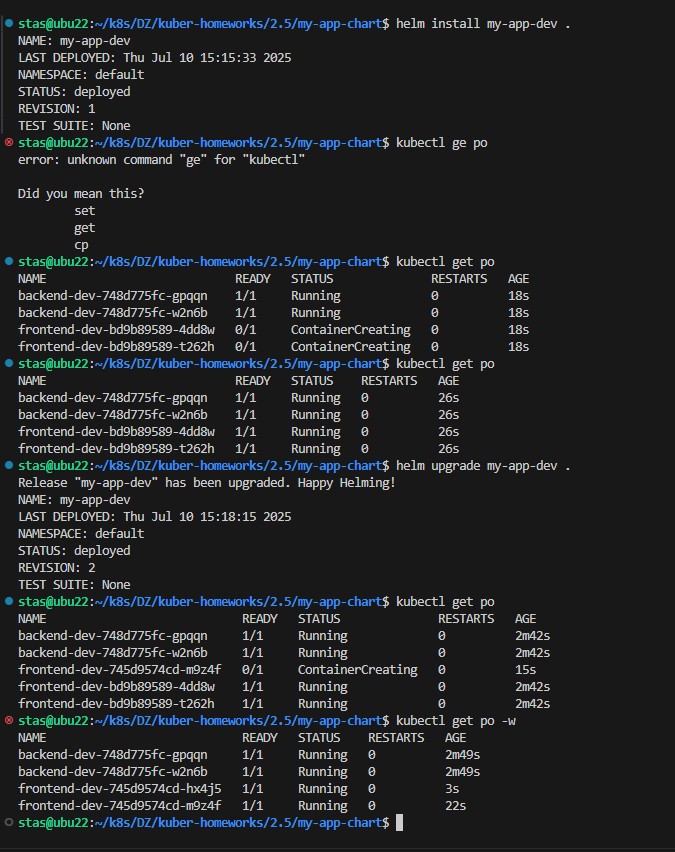 stas@ubu22:~/k8s/DZ/kuber-homeworks/2.5/my-app-chart$ helm install my-app-dev .
NAME: my-app-dev
LAST DEPLOYED: Thu Jul 10 15:15:33 2025
NAMESPACE: default
STATUS: deployed
REVISION: 1
TEST SUITE: None
stas@ubu22:~/k8s/DZ/kuber-homeworks/2.5/my-app-chart$ kubectl ge po
error: unknown command "ge" for "kubectl"
Did you mean this?
set
get
cp
stas@ubu22:~/k8s/DZ/kuber-homeworks/2.5/my-app-chart$ kubectl get po
NAME READY STATUS RESTARTS AGE
backend-dev-748d775fc-gpqqn 1/1 Running 0 18s
backend-dev-748d775fc-w2n6b 1/1 Running 0 18s
frontend-dev-bd9b89589-4dd8w 0/1 ContainerCreating 0 18s
frontend-dev-bd9b89589-t262h 0/1 ContainerCreating 0 18s
stas@ubu22:~/k8s/DZ/kuber-homeworks/2.5/my-app-chart$ kubectl get po
NAME READY STATUS RESTARTS AGE
backend-dev-748d775fc-gpqqn 1/1 Running 0 26s
backend-dev-748d775fc-w2n6b 1/1 Running 0 26s
frontend-dev-bd9b89589-4dd8w 1/1 Running 0 26s
frontend-dev-bd9b89589-t262h 1/1 Running 0 26s
stas@ubu22:~/k8s/DZ/kuber-homeworks/2.5/my-app-chart$ helm upgrade my-app-dev .
Release "my-app-dev" has been upgraded. Happy Helming!
NAME: my-app-dev
LAST DEPLOYED: Thu Jul 10 15:18:15 2025
NAMESPACE: default
STATUS: deployed
REVISION: 2
TEST SUITE: None
stas@ubu22:~/k8s/DZ/kuber-homeworks/2.5/my-app-chart$ kubectl get po
NAME READY STATUS RESTARTS AGE
backend-dev-748d775fc-gpqqn 1/1 Running 0 2m42s
backend-dev-748d775fc-w2n6b 1/1 Running 0 2m42s
frontend-dev-745d9574cd-m9z4f 0/1 ContainerCreating 0 15s
frontend-dev-bd9b89589-4dd8w 1/1 Running 0 2m42s
frontend-dev-bd9b89589-t262h 1/1 Running 0 2m42s
stas@ubu22:~/k8s/DZ/kuber-homeworks/2.5/my-app-chart$ kubectl get po -w
NAME READY STATUS RESTARTS AGE
backend-dev-748d775fc-gpqqn 1/1 Running 0 2m49s
backend-dev-748d775fc-w2n6b 1/1 Running 0 2m49s
frontend-dev-745d9574cd-hx4j5 1/1 Running 0 3s
frontend-dev-745d9574cd-m9z4f 1/1 Running 0 22s
stas@ubu22:~/k8s/DZ/kuber-homeworks/2.5/my-app-chart$